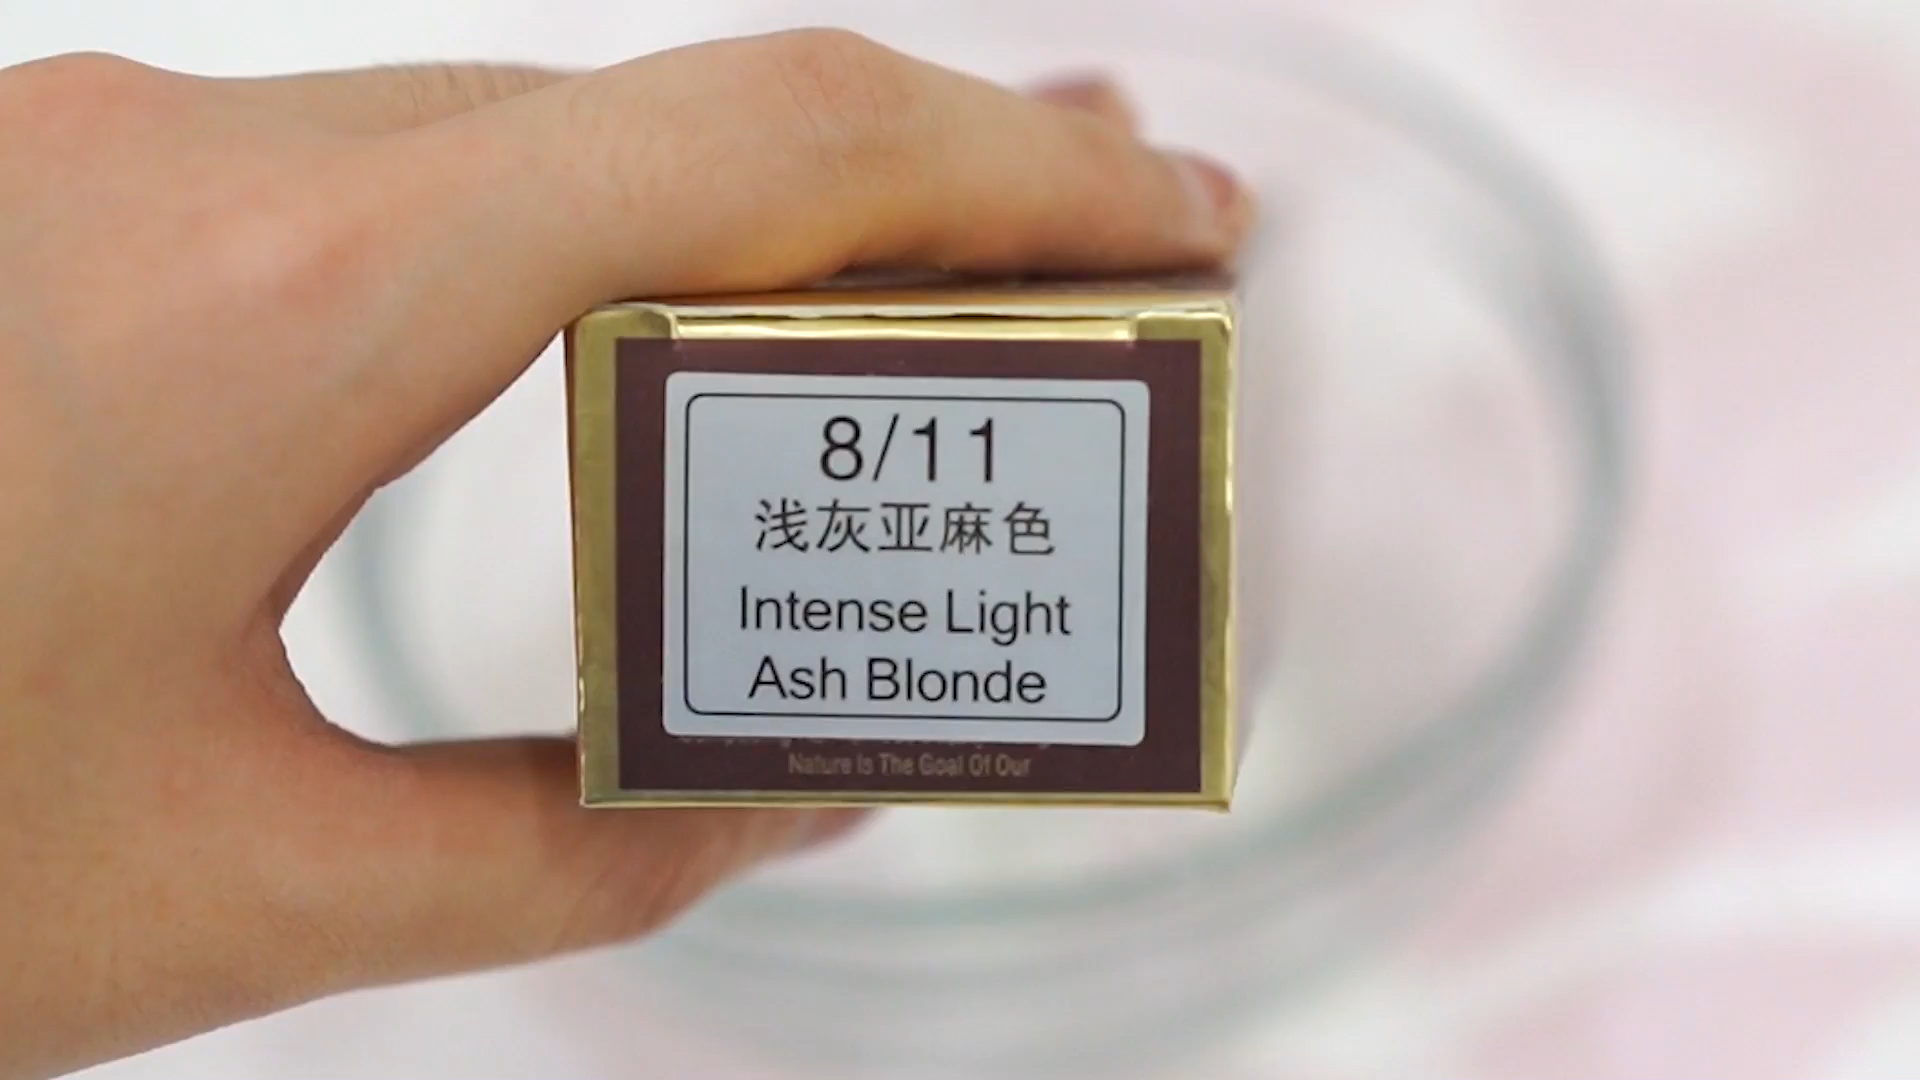 8/11
浅灰亚麻色
Intense Light
Ash Blonde
Nature Is The Goal Of Our